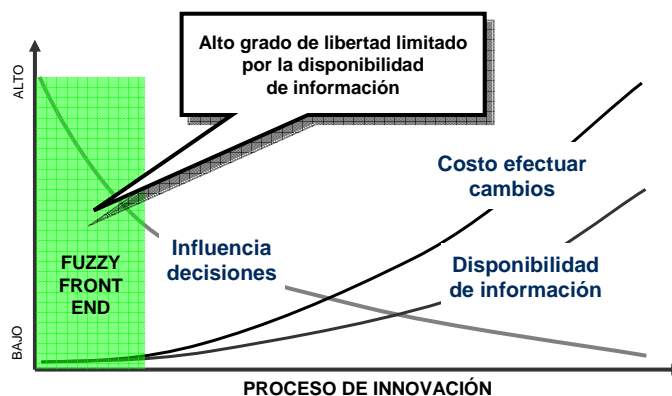 Alto grado de libertad limitado
por la disponibilidad
de información
ALTO
Costo efectuar
cambios
Influencia
decisiones
Disponibilidad
de información
FUZZY
FRONT
END
BAJO
PROCESO DE INNOVACIÓN